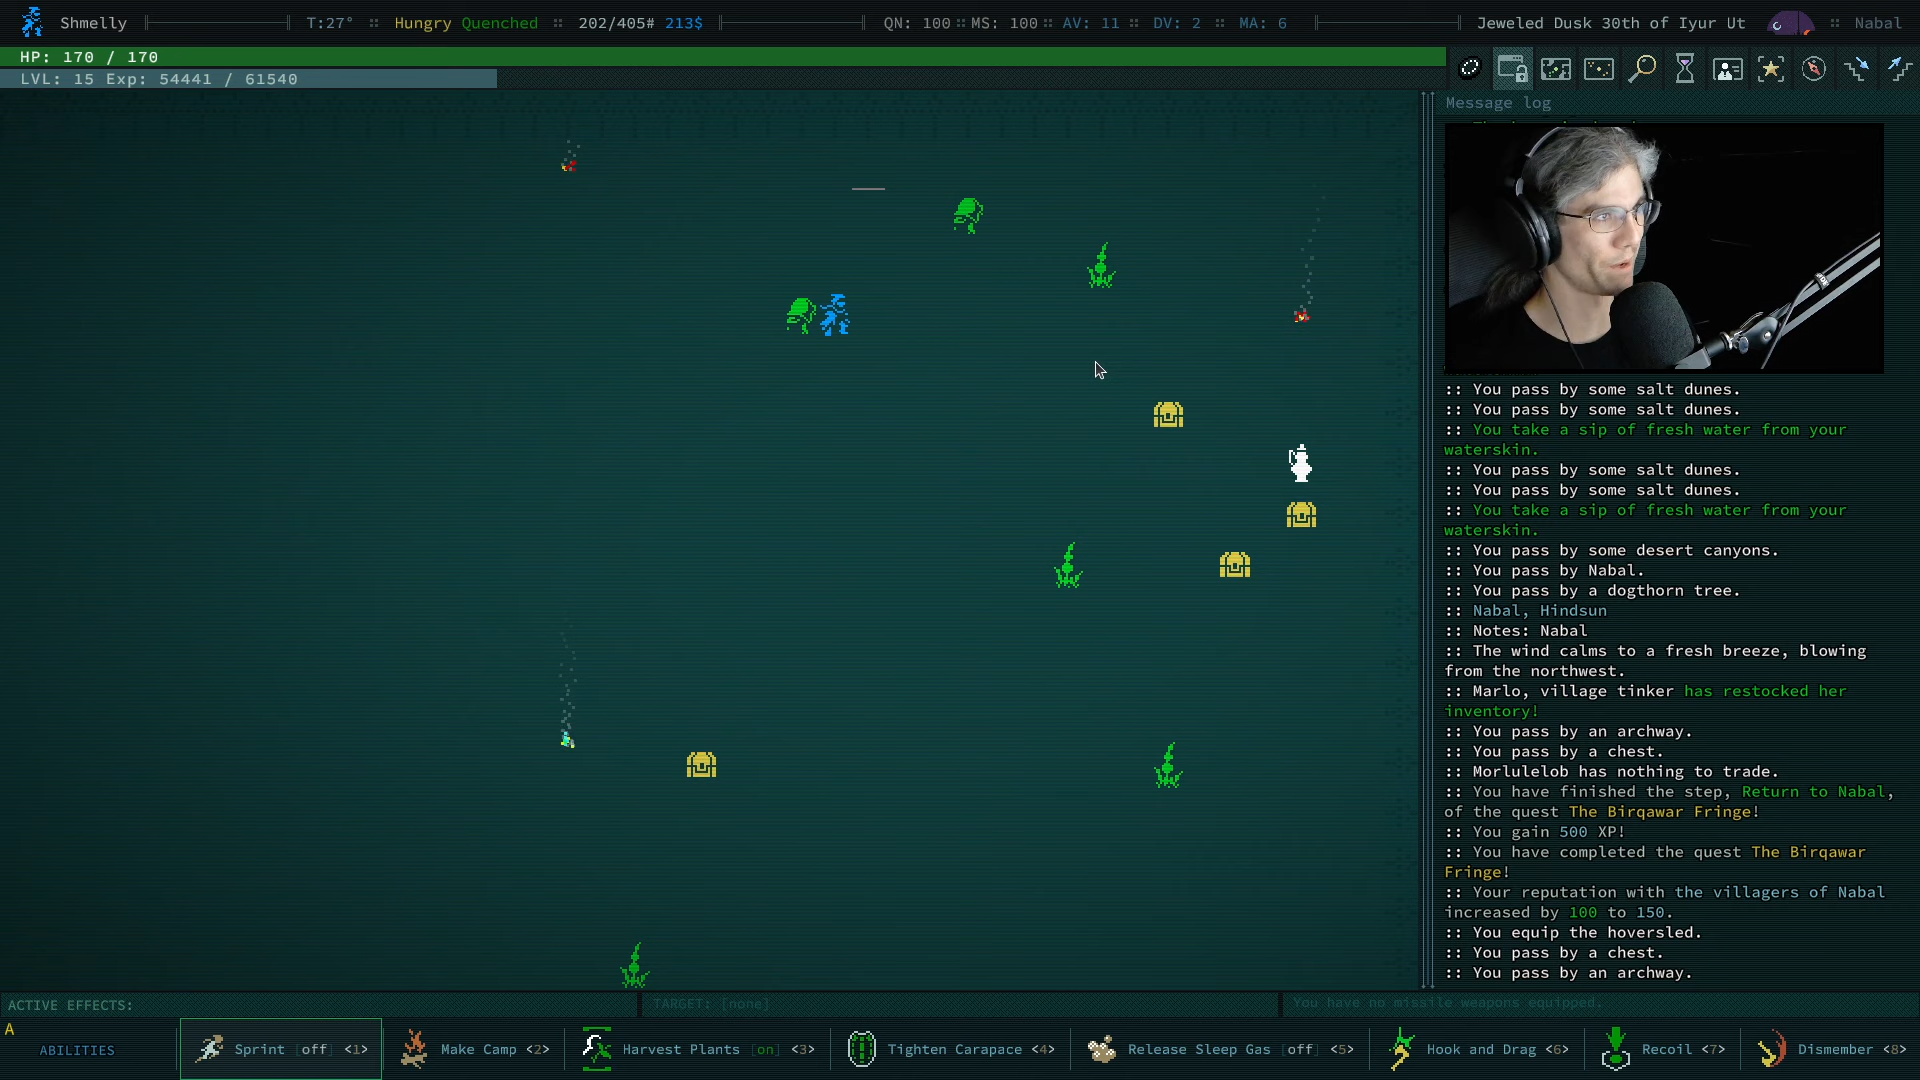 Shmelly
T:27° :: Hungry Quenched :: 202/405# 213$
QN: 100 :: MS: 100 :: AV: 11 :: DV: 2 :: MA: 6
Jeweled Dusk 30th of Iyur Ut :: Nabal
HP: 170 / 170
LVL: 15 Exp: 54441 / 61540
Message log
:: You pass by some salt dunes.
:: You pass by some salt dunes.
:: You take a sip of fresh water from your
waterskin.
:: You pass by some salt dunes.
:: You pass by some salt dunes.
:: You take a sip of fresh water from your
waterskin.
:: You pass by some desert canyons.
:: You pass by Nabal.
:: You pass by a dogthorn tree.
:: Nabal, Hindsun
:: Notes: Nabal
:: The wind calms to a fresh breeze, blowing
from the northwest.
:: Marlo, village tinker has restocked her
inventory!
:: You pass by an archway.
:: You pass by a chest.
:: Morlulelob has nothing to trade.
:: You have finished the step, Return to Nabal,
of the quest The Birqawar Fringe!
:: You gain 500 XP!
:: You have completed the quest The Birqawar
Fringe!
:: Your reputation with the villagers of Nabal
increased by 100 to 150.
:: You equip the hoversled.
:: You pass by a chest.
:: You pass by an archway.
ACTIVE EFFECTS:
TARGET: [none]
You have no missile weapons equipped.
A
ABILITIES
Sprint [off] <1>
Make Camp <2>
Harvest Plants [on] <3>
Tighten Carapace <4>
Release Sleep Gas [off] <5>
Hook and Drag <6>
Recoil <7>
Dismember <8>